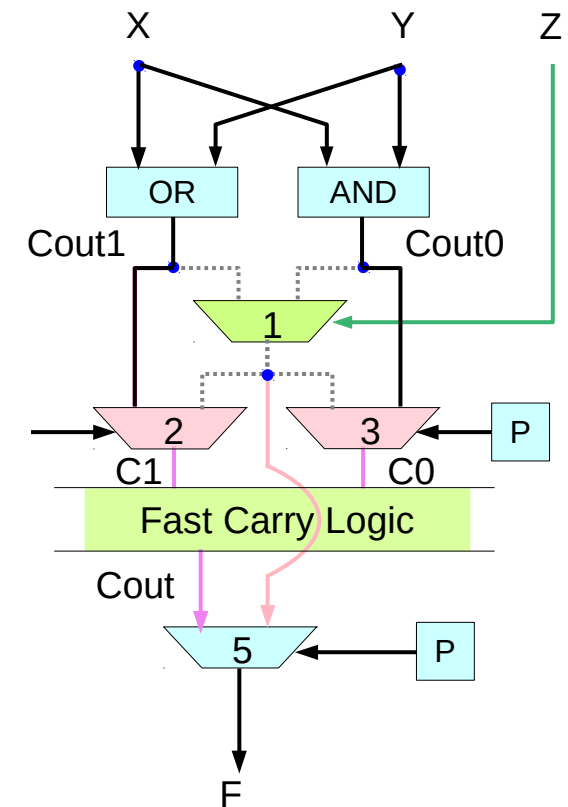 X Y Z
OR AND
Cout1 Cout0
1
2 3 P
C1 C0
Fast Carry Logic
Cout
5 P
F